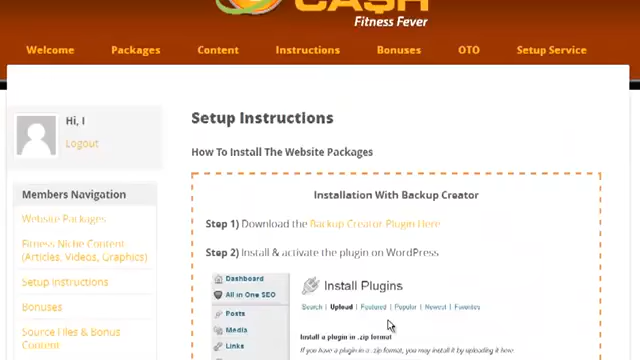 CA$H
Fitness Fever
Welcome Packages Content Instructions Bonuses OTO Setup Service
Hi, I
Logout
Members Navigation
Website Packages
Fitness Niche Content
(Articles, Videos, Graphics)
Setup Instructions
Bonuses
Source Files & Bonus
Content
Setup Instructions
How To Install The Website Packages
Installation With Backup Creator
Step 1) Download the Backup Creator Plugin Here
Step 2) Install & activate the plugin on WordPress
Dashboard
All in One SEO
Posts
Media
Links
Install Plugins
Search | Upload | Featured | Popular | Newest | Favorites
Install a plugin in .zip format
If you have a plugin in a .zip format, you may install it by uploading it here